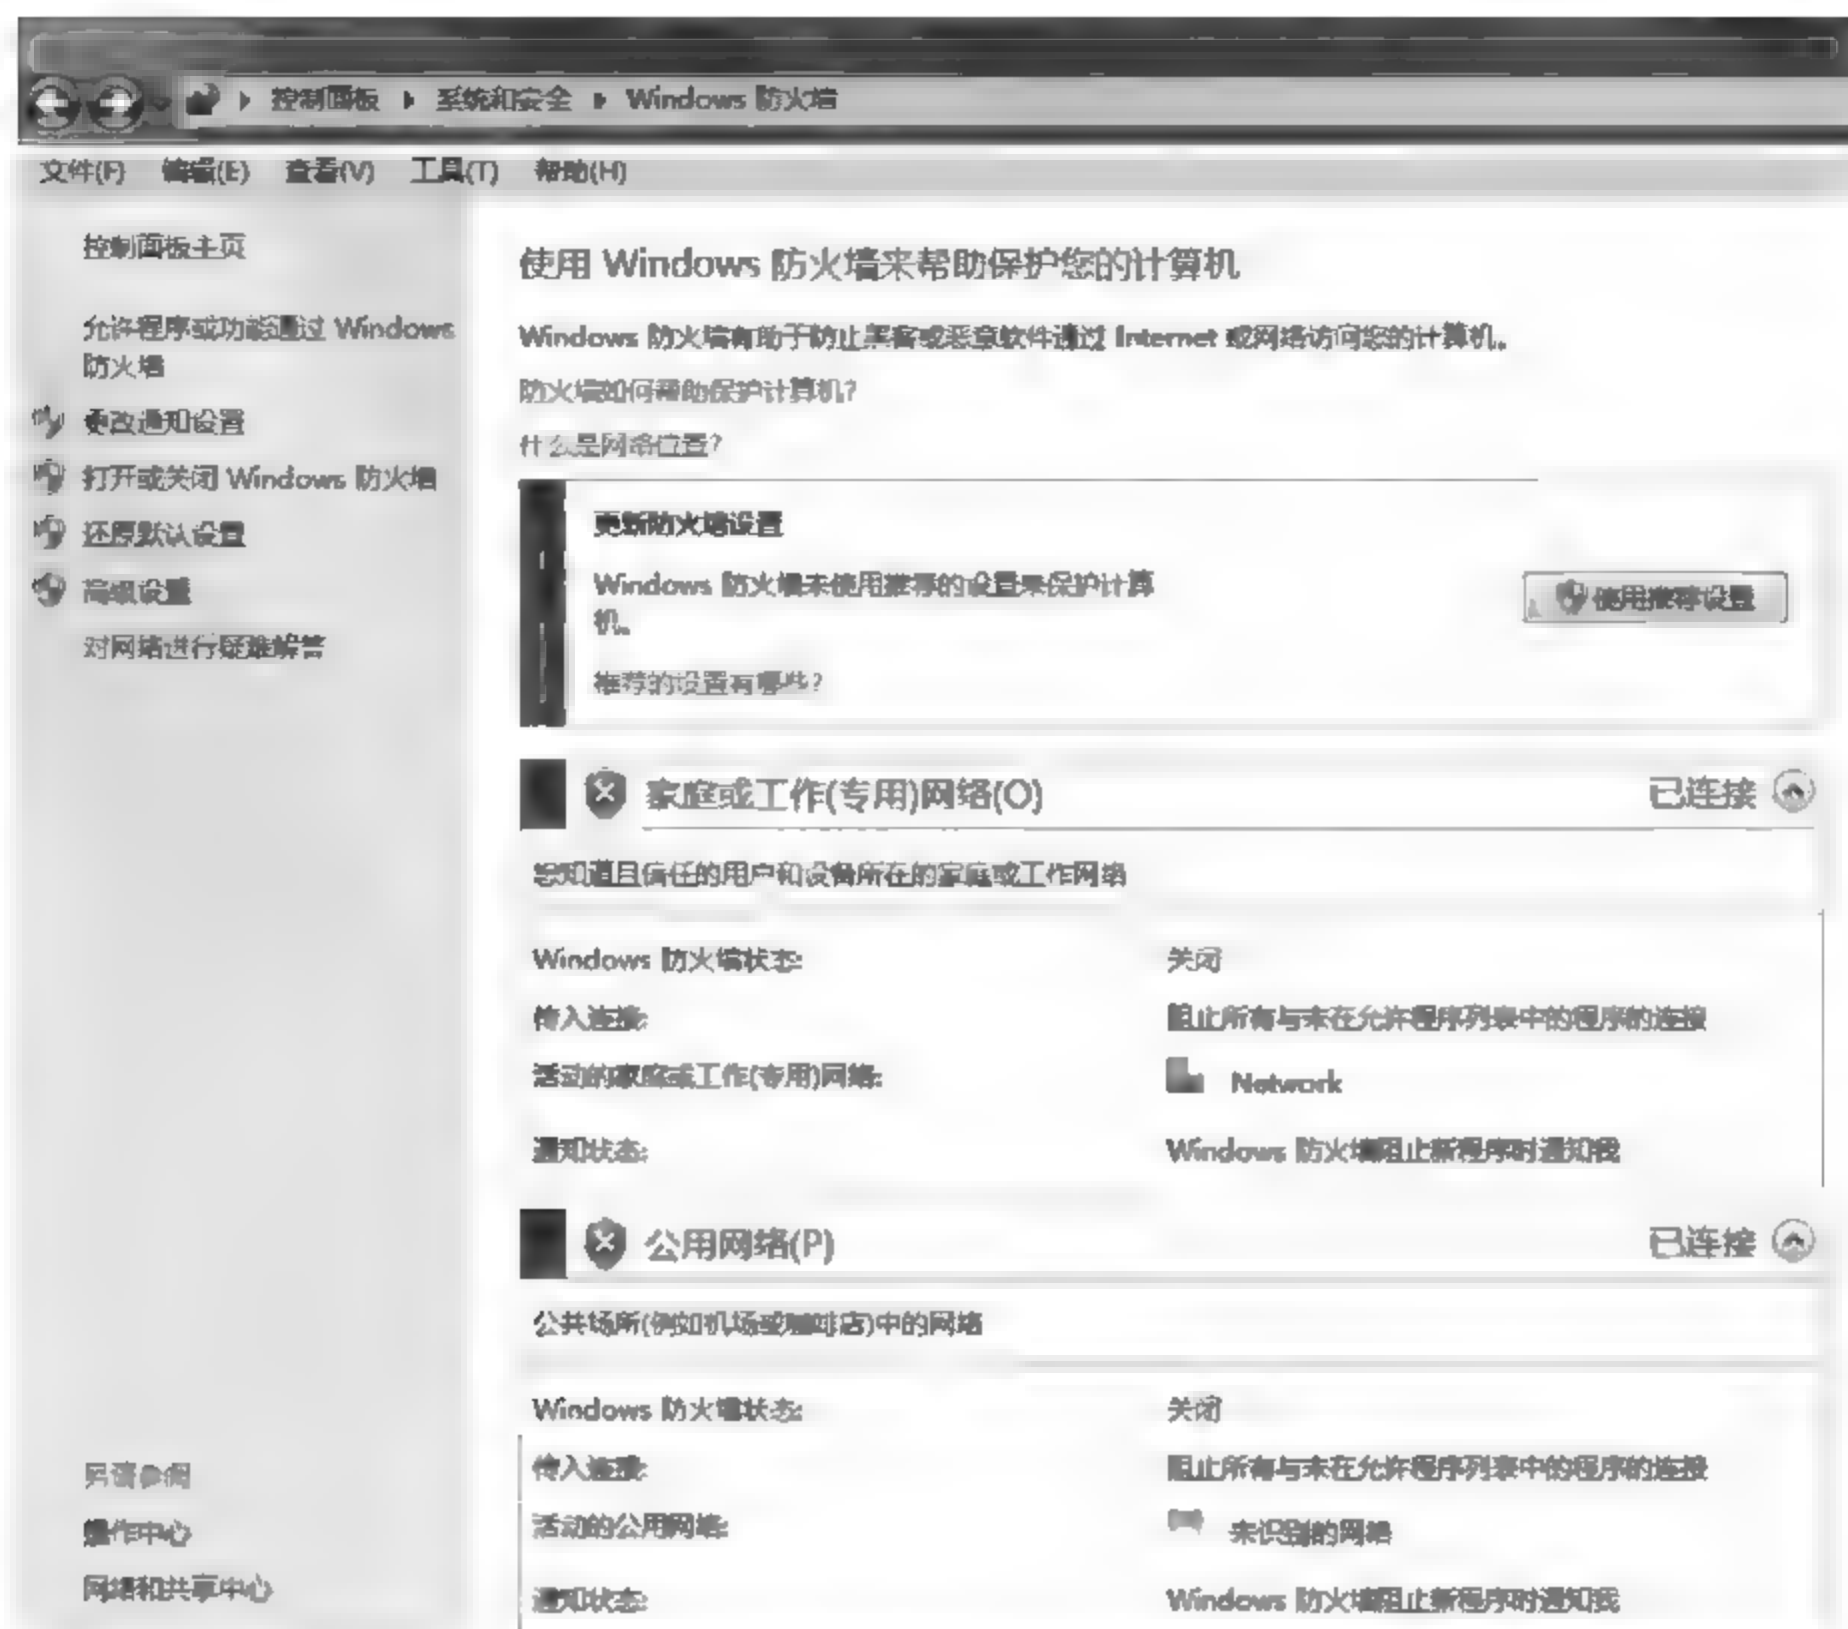 控制面板 ▸ 系统和安全 ▸ Windows 防火墙
文件(F) 编辑(E) 查看(V) 工具(T) 帮助(H)
控制面板主页
允许程序或功能通过 Windows
防火墙
更改通知设置
打开或关闭 Windows 防火墙
还原默认设置
高级设置
对网络进行疑难解答
使用 Windows 防火墙来帮助保护您的计算机
Windows 防火墙有助于防止黑客或恶意软件通过 Internet 或网络访问您的计算机。
防火墙如何帮助保护计算机?
什么是网络位置?
更新防火墙设置
Windows 防火墙未使用推荐的设置来保护计算
机。
使用推荐设置
推荐的设置有哪些?
家庭或工作(专用)网络(O) 已连接
您知道且信任的用户和设备所在的家庭或工作网络
Windows 防火墙状态: 关闭
传入连接: 阻止所有与未在允许程序列表中的程序的连接
活动的家庭或工作(专用)网络: Network
通知状态: Windows 防火墙阻止新程序时通知我
公用网络(P) 已连接
公共场所(例如机场或咖啡店)中的网络
Windows 防火墙状态: 关闭
传入连接: 阻止所有与未在允许程序列表中的程序的连接
活动的公用网络: 未识别的网络
通知状态: Windows 防火墙阻止新程序时通知我
另请参阅
操作中心
网络和共享中心